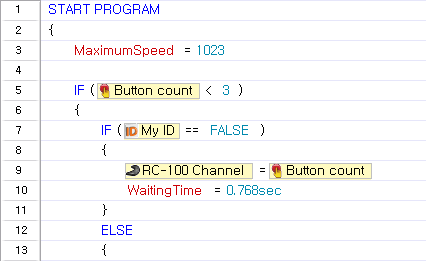 1 START PROGRAM
2 {
3 MaximumSpeed = 1023
4
5 IF ( Button count < 3 )
6 {
7 IF ( ID My ID == FALSE )
8 {
9 RC-100 Channel = Button count
10 WaitingTime = 0.768sec
11 }
12 ELSE
13 {